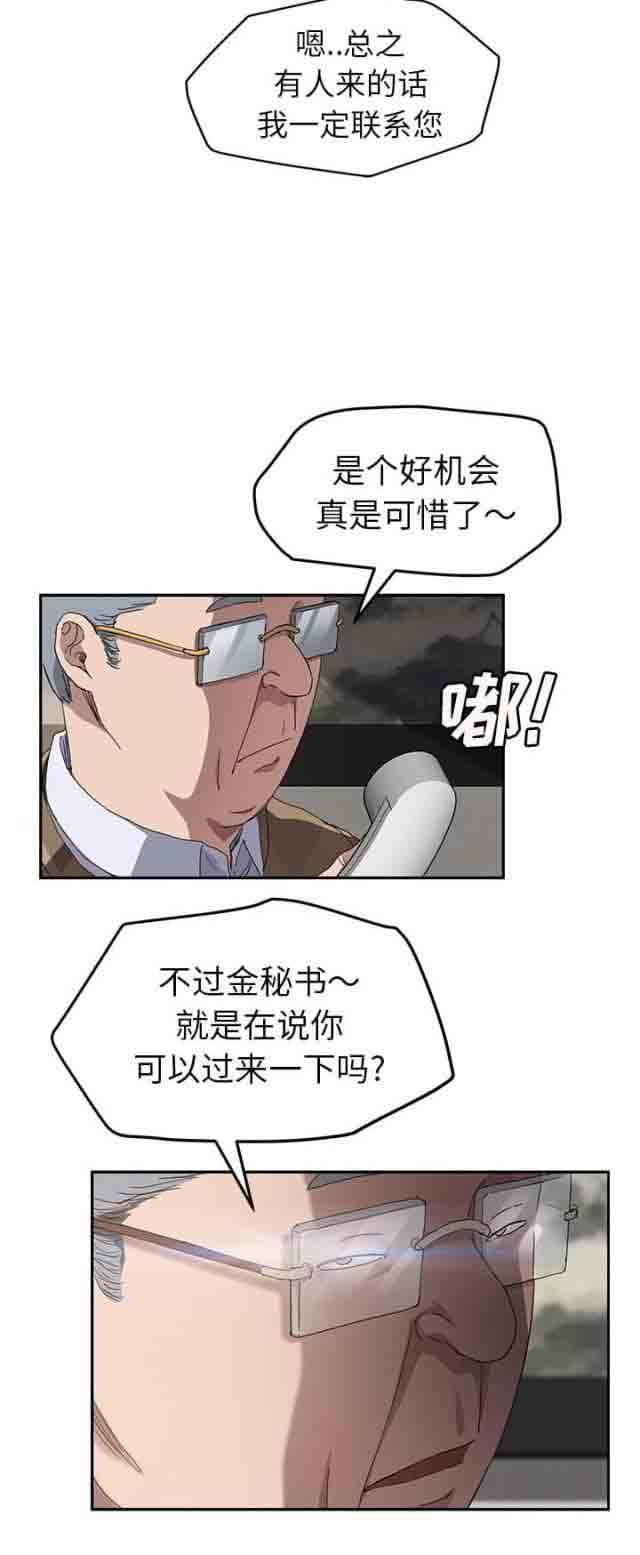 嗯..总之
有人来的话
我一定联系您
是个好机会
真是可惜了～
嘟!
不过金秘书～
就是在说你
可以过来一下吗?